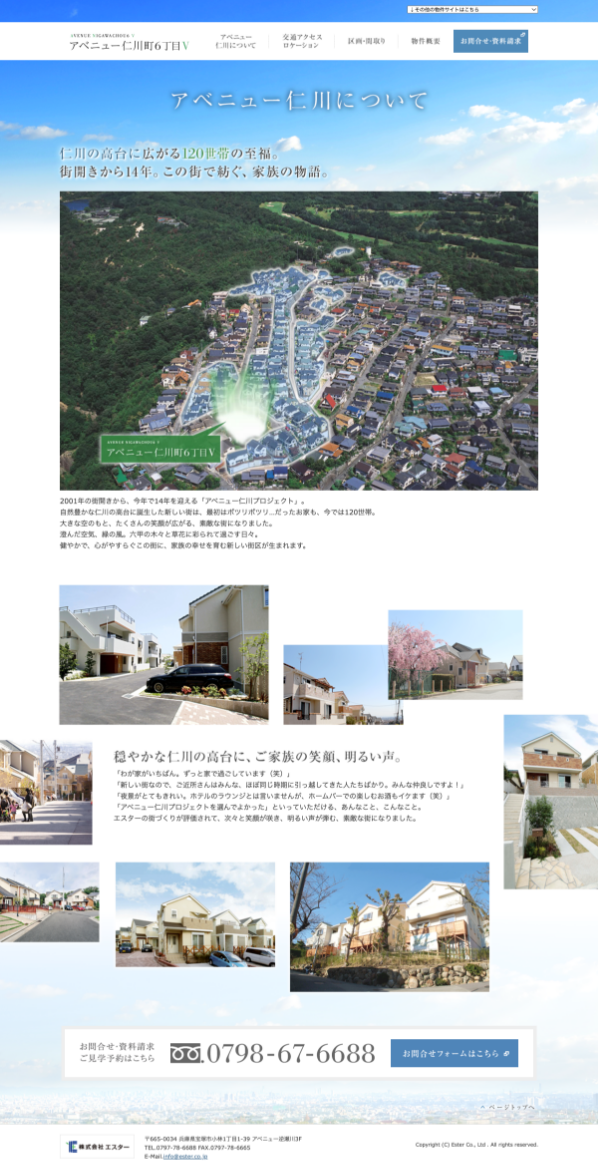 ↓その他の物件サイトはこちら
AVENUE NIGAWACHO6 V
アベニュー仁川町6丁目V
アベニュー
仁川について
交通アクセス
ロケーション
区画・間取り
物件概要
お問合せ・資料請求
アベニュー仁川について
仁川の高台に広がる120世帯の至福。
街開きから14年。この街で紡ぐ、家族の物語。
AVENUE NIGAWACHO6 V
アベニュー仁川町6丁目V
2001年の街開きから、今年で14年を迎える「アベニュー仁川プロジェクト」。
自然豊かな仁川の高台に誕生した新しい街は、最初はポツリポツリ…だったお家も、今では120世帯。
大きな空のもと、たくさんの笑顔が広がる、素敵な街になりました。
澄んだ空気、緑の風。六甲の木々と草花に彩られて過ごす日々。
健やかで、心がやすらぐこの街に、家族の幸せを育む新しい街区が生まれます。
穏やかな仁川の高台に、ご家族の笑顔、明るい声。
「わが家がいちばん。ずっと家で過ごしています（笑）」
「新しい街なので、ご近所さんはみんな、ほぼ同じ時期に引っ越してきた人たちばかり。みんな仲良しですよ！」
「夜景がとてもきれい。ホテルのラウンジとは言いませんが、ホームバーでの楽しむお酒もイケます（笑）」
「アベニュー仁川プロジェクトを選んでよかった」といっていただける、あんなこと、こんなこと。
エスターの街づくりが評価されて、次々と笑顔が咲き、明るい声が弾む、素敵な街になりました。
お問合せ・資料請求
ご見学予約はこちら
0798-67-6688
お問合せフォームはこちら
ページトップへ
株式会社 エスター
〒665-0034 兵庫県宝塚市小林1丁目1-39 アベニュー逆瀬川3F
TEL.0797-78-6688 FAX.0797-78-6665
E-Mail.info@ester.co.jp
Copyright (C) Ester Co., Ltd . All rights reserved.